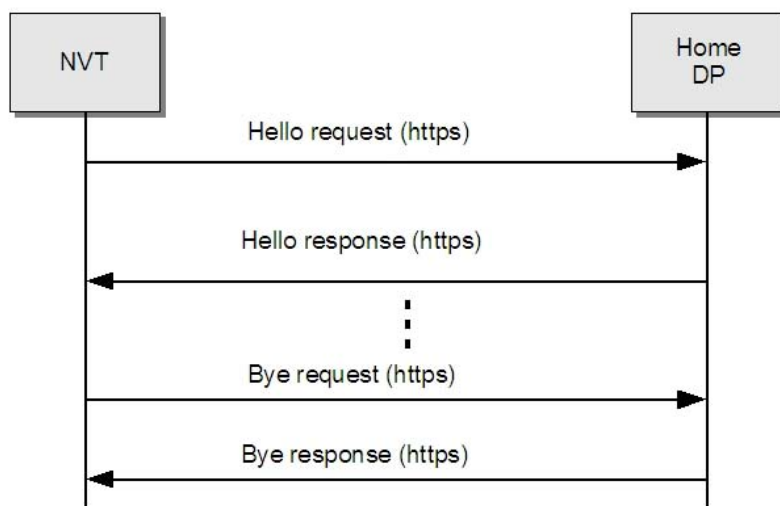 NVT
Home
DP
Hello request (https)
Hello response (https)
Bye request (https)
Bye response (https)